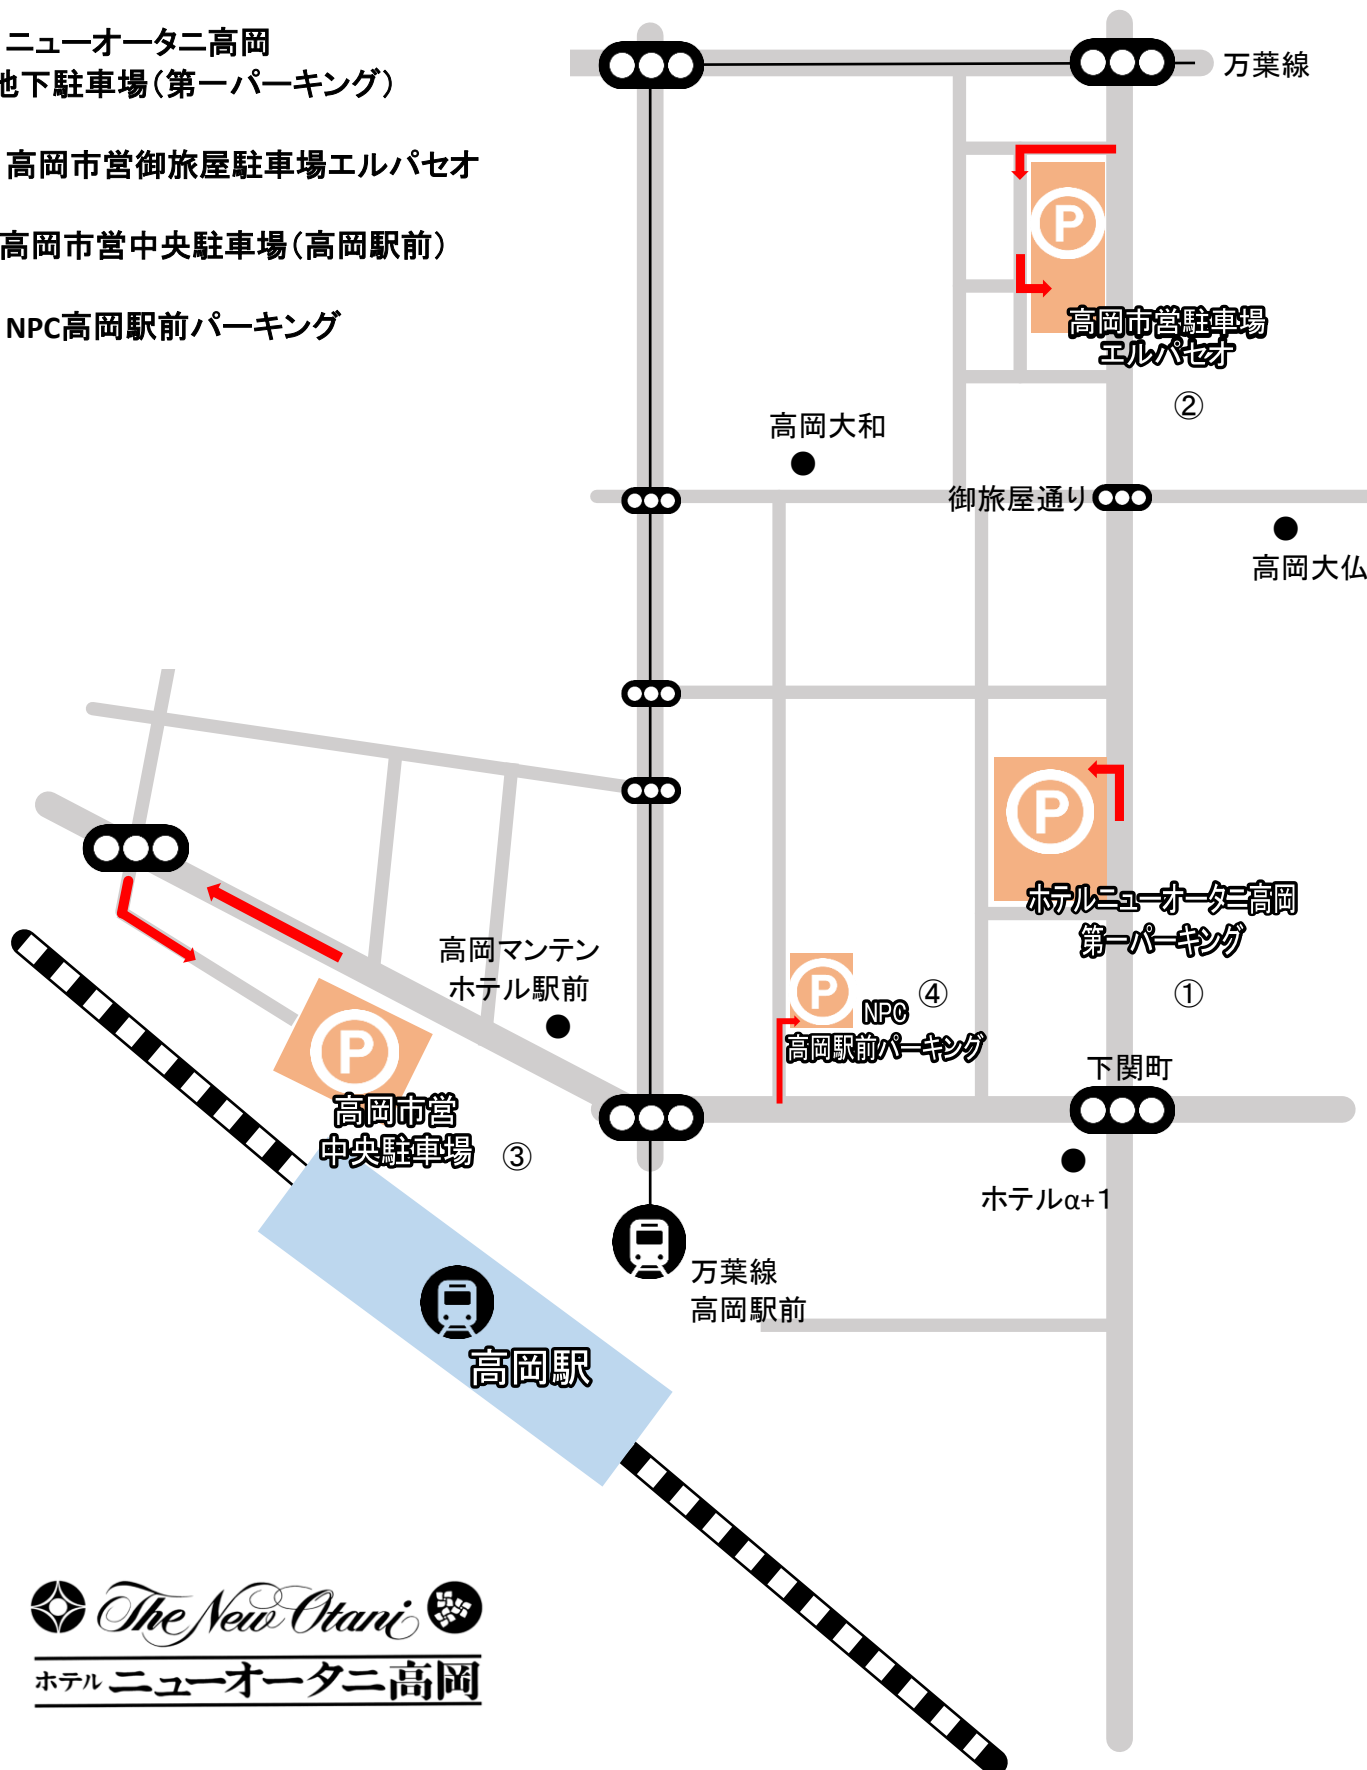 ニューオータニ高岡
地下駐車場（第一パーキング）
高岡市営御旅屋駐車場エルパセオ
高岡市営中央駐車場（高岡駅前）
NPC高岡駅前パーキング
万葉線
P
高岡市営駐車場
エルパセオ
②
高岡大和
御旅屋通り
高岡大仏
P
ホテルニューオータニ高岡
第一パーキング
①
高岡マンテン
ホテル駅前
P
④
NPC
高岡駅前パーキング
P
高岡市営
中央駐車場
③
下関町
ホテルα+1
万葉線
高岡駅前
高岡駅
The New Otani
ホテル ニューオータニ高岡